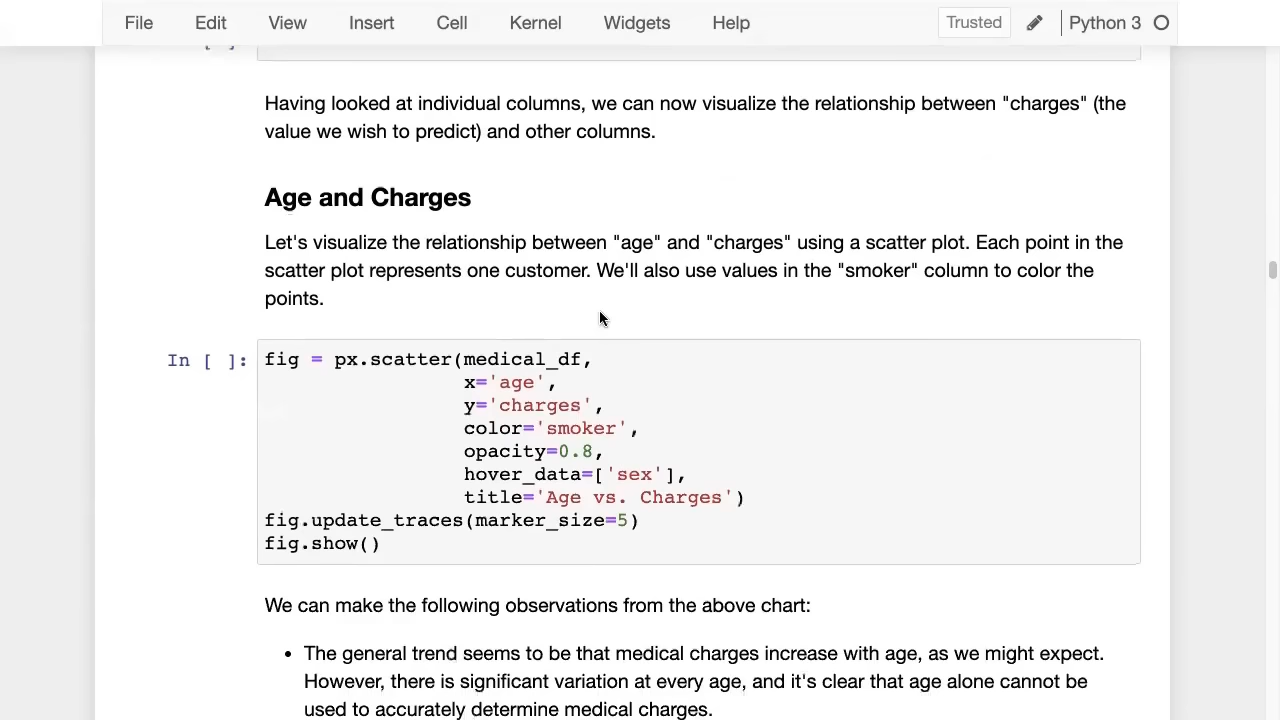 File Edit View Insert Cell Kernel Widgets Help Trusted Python 3
Having looked at individual columns, we can now visualize the relationship between "charges" (the
value we wish to predict) and other columns.
Age and Charges
Let's visualize the relationship between "age" and "charges" using a scatter plot. Each point in the
scatter plot represents one customer. We'll also use values in the "smoker" column to color the
points.
In [ ]: fig = px.scatter(medical_df,
x='age',
y='charges',
color='smoker',
opacity=0.8,
hover_data=['sex'],
title='Age vs. Charges')
fig.update_traces(marker_size=5)
fig.show()
We can make the following observations from the above chart:
• The general trend seems to be that medical charges increase with age, as we might expect.
However, there is significant variation at every age, and it's clear that age alone cannot be
used to accurately determine medical charges.